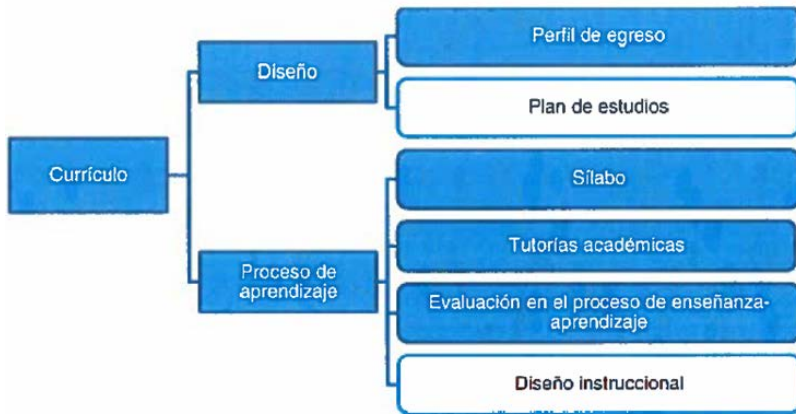 Perfil de egreso
Diseño
Plan de estudios
Currículo
Sílabo
Tutorías académicas
Proceso de
aprendizaje
Evaluación en el proceso de enseñanza-
aprendizaje
Diseño instruccional